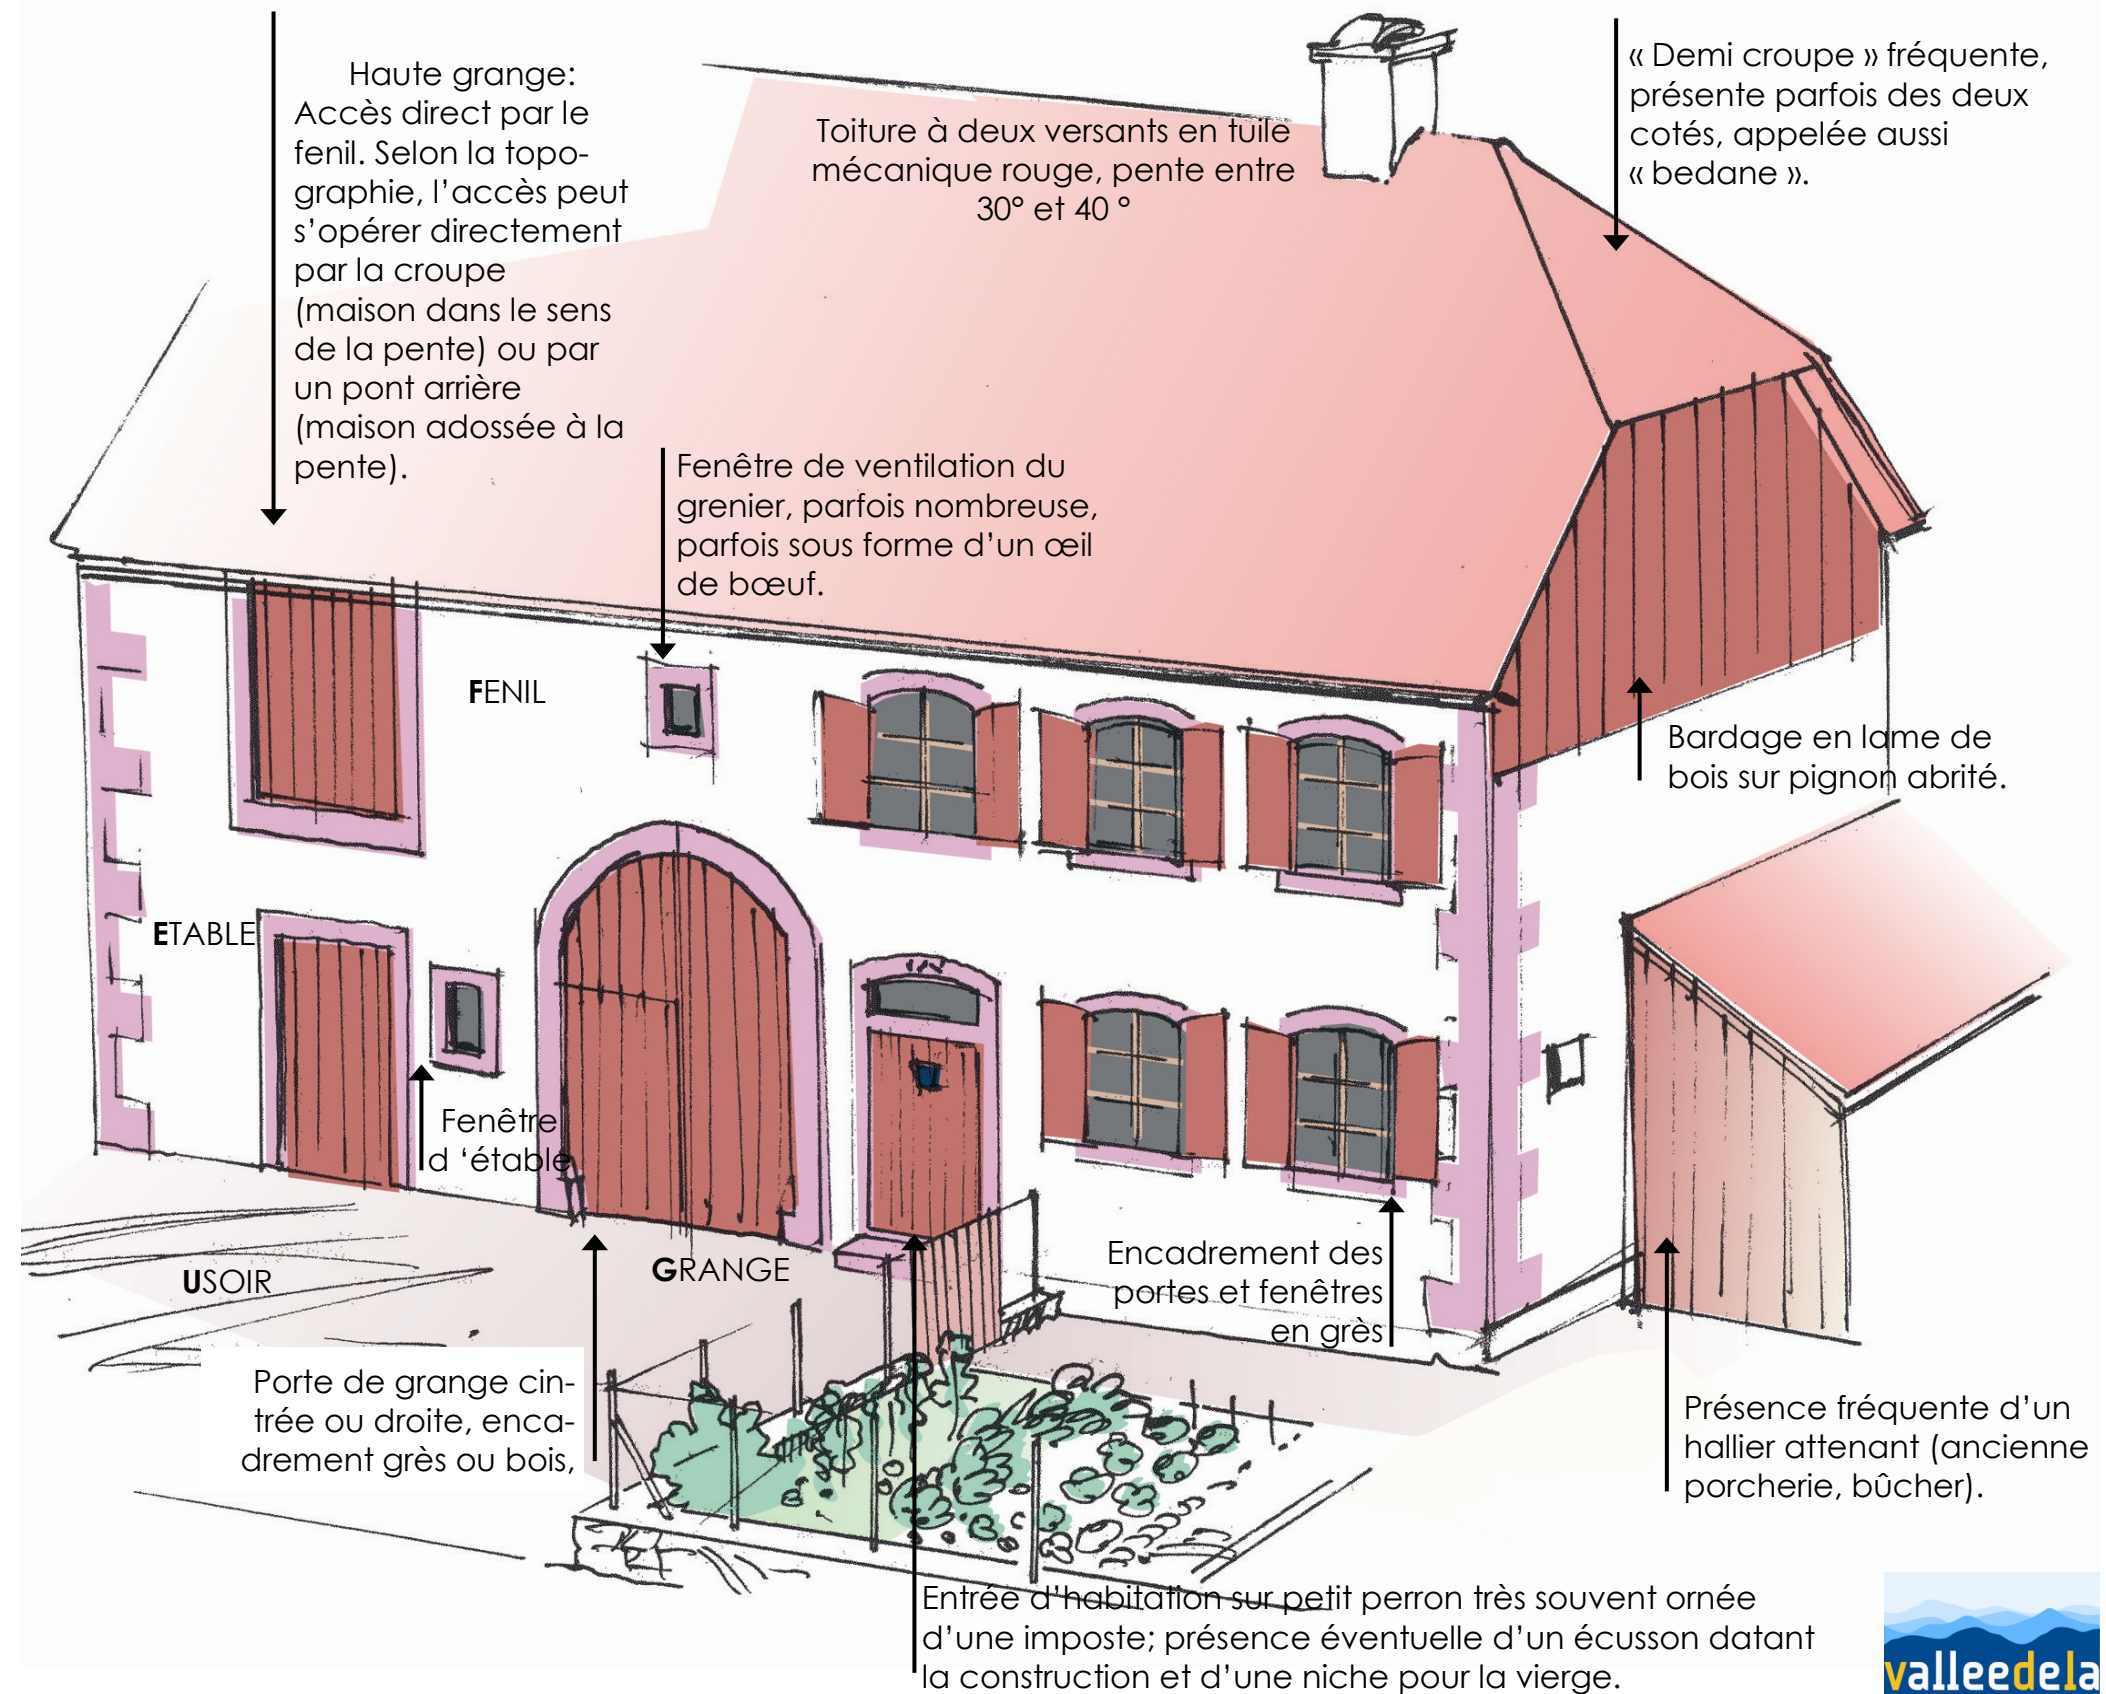 Haute grange:
Accès direct par le
fenil. Selon la topo-
graphie, l’accès peut
s’opérer directement
par la croupe
(maison dans le sens
de la pente) ou par
un pont arrière
(maison adossée à la
pente).
Toiture à deux versants en tuile
mécanique rouge, pente entre
30° et 40 °
« Demi croupe » fréquente,
présente parfois des deux
cotés, appelée aussi
« bedane ».
Fenêtre de ventilation du
grenier, parfois nombreuse,
parfois sous forme d’un œil
de bœuf.
FENIL
Bardage en lame de
bois sur pignon abrité.
ETABLE
Fenêtre
d ‘étable
USOIR
GRANGE
Encadrement des
portes et fenêtres
en grès
Porte de grange cin-
trée ou droite, enca-
drement grès ou bois,
Présence fréquente d’un
hallier attenant (ancienne
porcherie, bûcher).
Entrée d’habitation sur petit perron très souvent ornée
d’une imposte; présence éventuelle d’un écusson datant
la construction et d’une niche pour la vierge.
valleedela